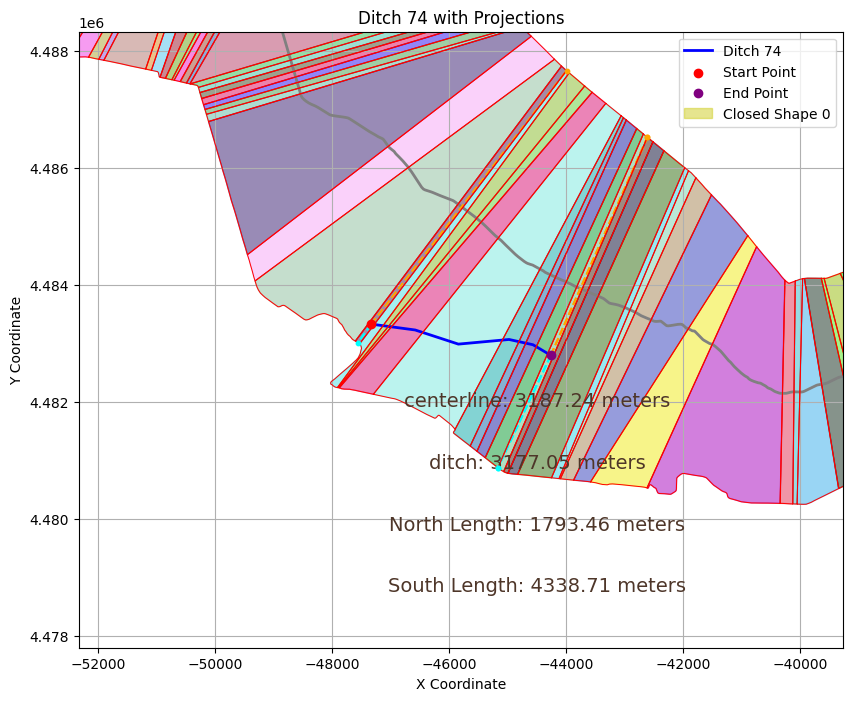 Ditch 74 with Projections
1e6
Ditch 74
Start Point
End Point
Closed Shape 0
4.488
4.486
4.484
4.482
4.480
4.478
Y Coordinate
centerline: 3187.24 meters
ditch: 3177.05 meters
North Length: 1793.46 meters
South Length: 4338.71 meters
−52000 −50000 −48000 −46000 −44000 −42000 −40000
X Coordinate